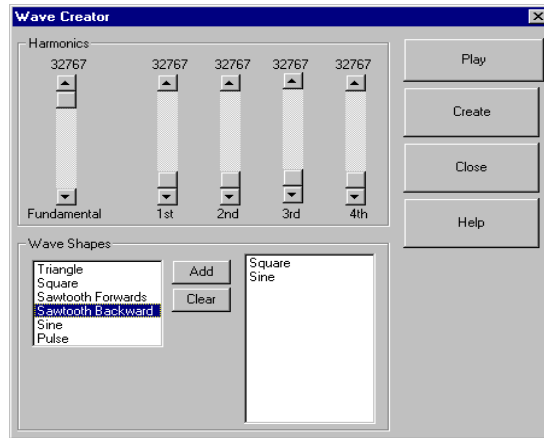 Wave Creator
Harmonics
32767 32767 32767 32767 32767
Fundamental 1st 2nd 3rd 4th
Play
Create
Close
Help
Wave Shapes
Triangle
Square
Sawtooth Forwards
Sawtooth Backward
Sine
Pulse
Add
Clear
Square
Sine